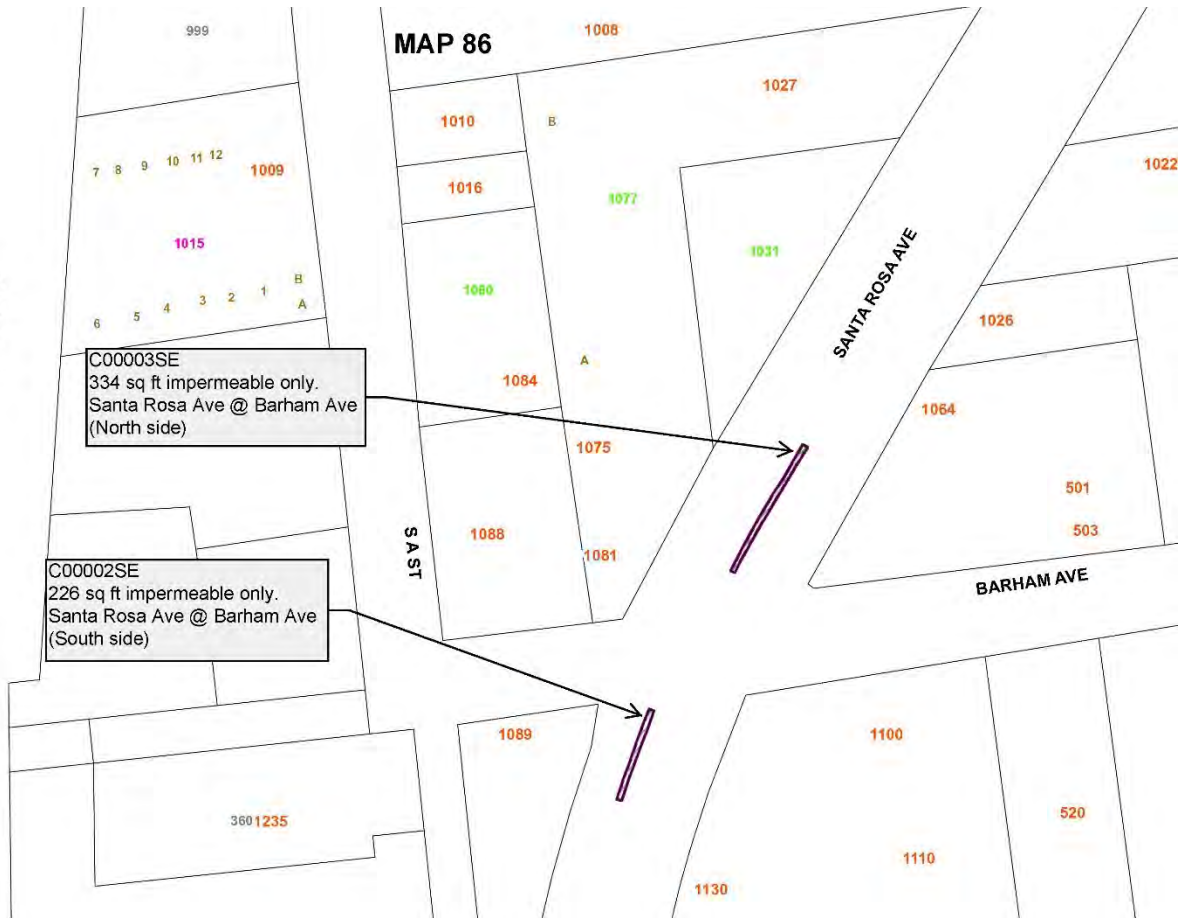 999
MAP 86
1008
1027
1010
B
1022
7 8 9 10 11 12
1009
1016
1077
1015
1031
SANTA ROSA AVE
1080
B
6 5 4 3 2 1
A
1026
C00003SE
334 sq ft impermeable only.
Santa Rosa Ave @ Barham Ave
(North side)
A
1084
1064
1075
501
503
1088
1081
S A ST
BARHAM AVE
C00002SE
226 sq ft impermeable only.
Santa Rosa Ave @ Barham Ave
(South side)
1089
1100
360 1235
520
1110
1130